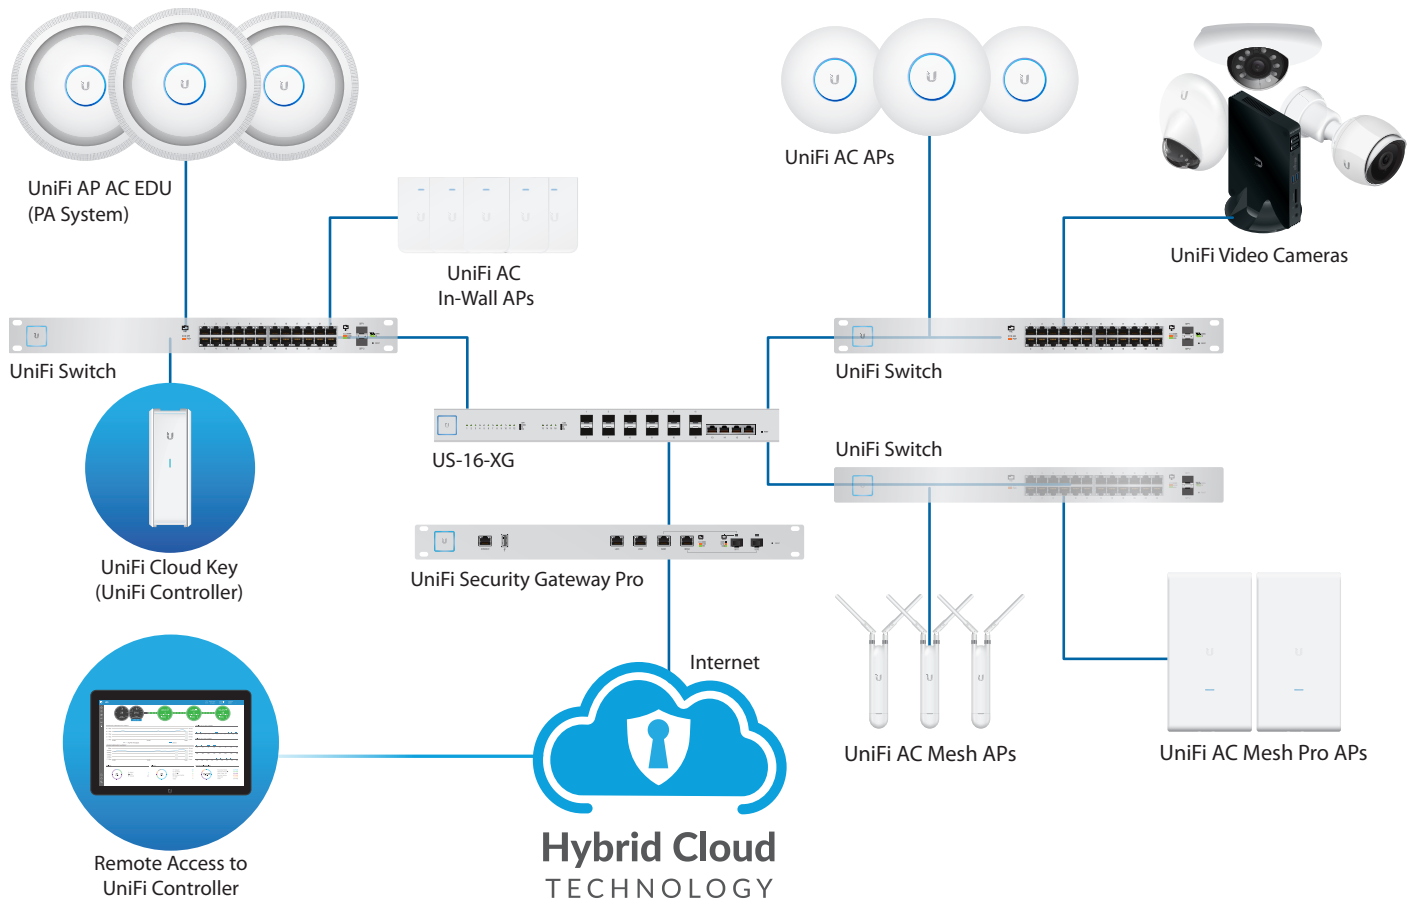 UniFi AP AC EDU
(PA System)
UniFi AC
In-Wall APs
UniFi AC APs
UniFi Video Cameras
UniFi Switch
UniFi Switch
UniFi Cloud Key
(UniFi Controller)
US-16-XG
UniFi Switch
UniFi Security Gateway Pro
Internet
UniFi AC Mesh APs
UniFi AC Mesh Pro APs
Remote Access to
UniFi Controller
Hybrid Cloud
TECHNOLOGY